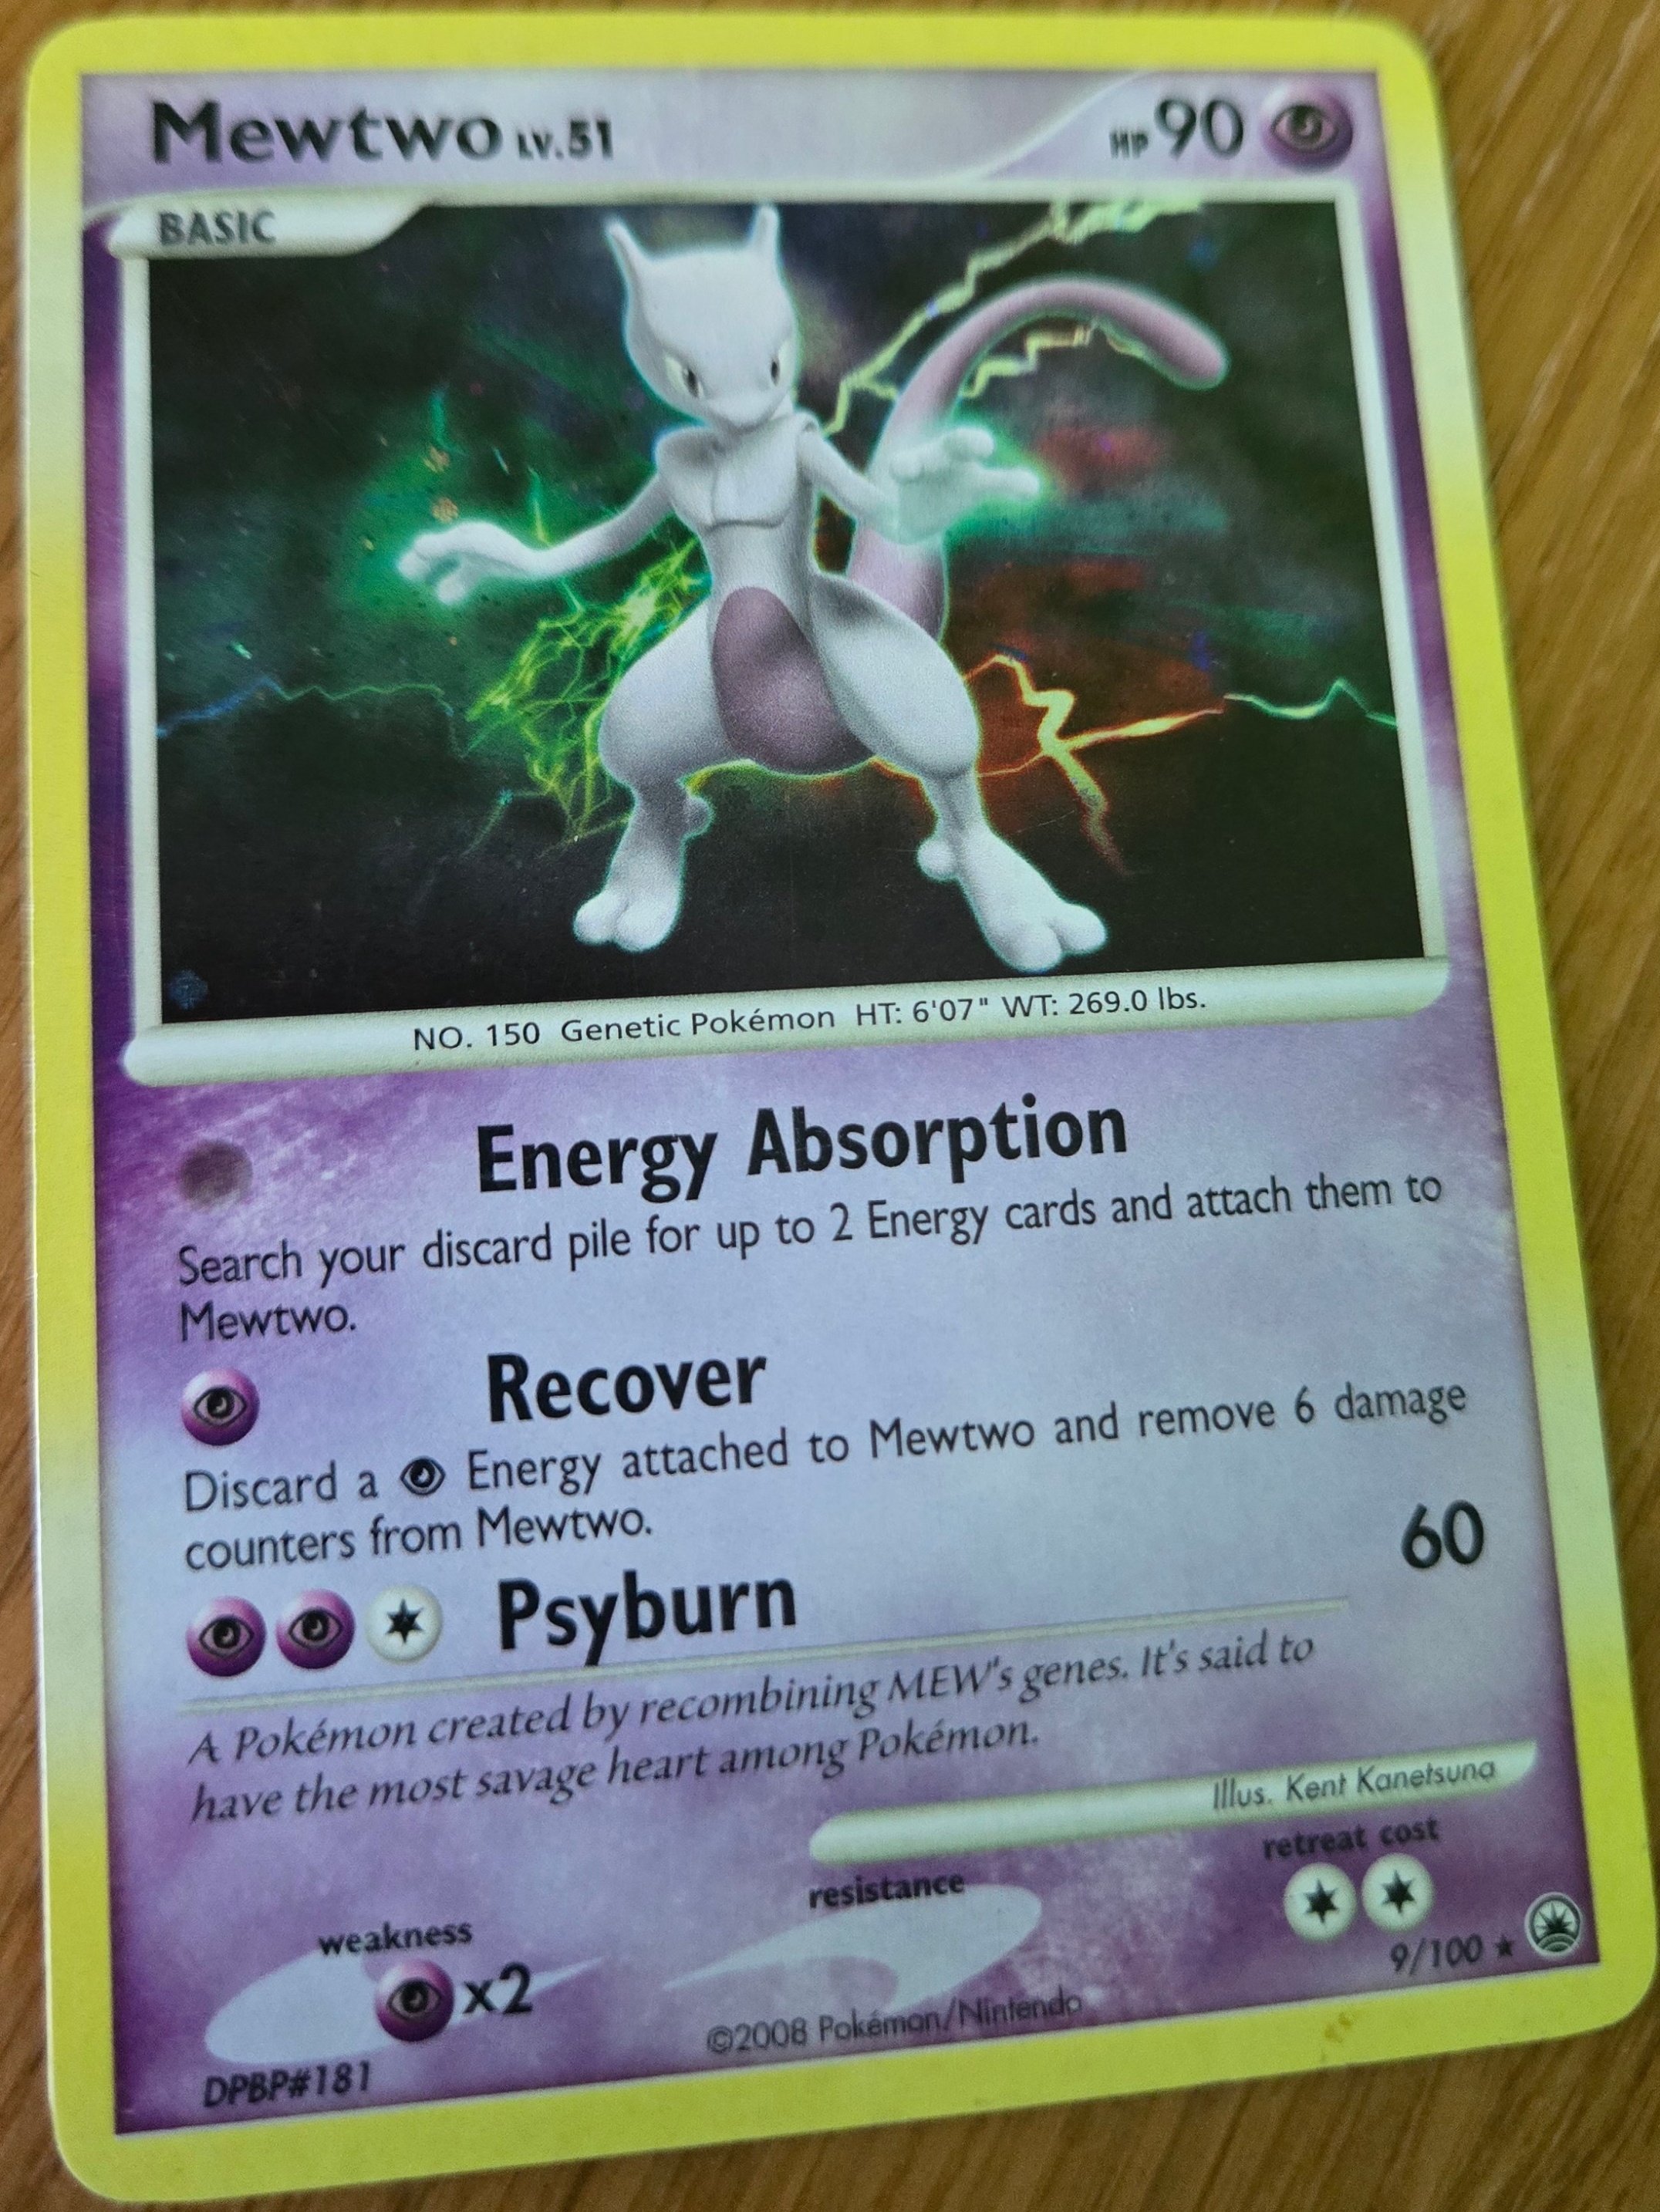 Mewtwo LV.51 HP 90
BASIC
NO. 150 Genetic Pokémon HT: 6'07" WT: 269.0 lbs.
Energy Absorption
Search your discard pile for up to 2 Energy cards and attach them to
Mewtwo.
Recover
Discard a Energy attached to Mewtwo and remove 6 damage
counters from Mewtwo.
Psyburn 60
A Pokémon created by recombining MEW's genes. It's said to
have the most savage heart among Pokémon.
Illus. Kent Kanetsuna
weakness resistance retreat cost
x2
9/100
DPBP#181 ©2008 Pokémon/Nintendo